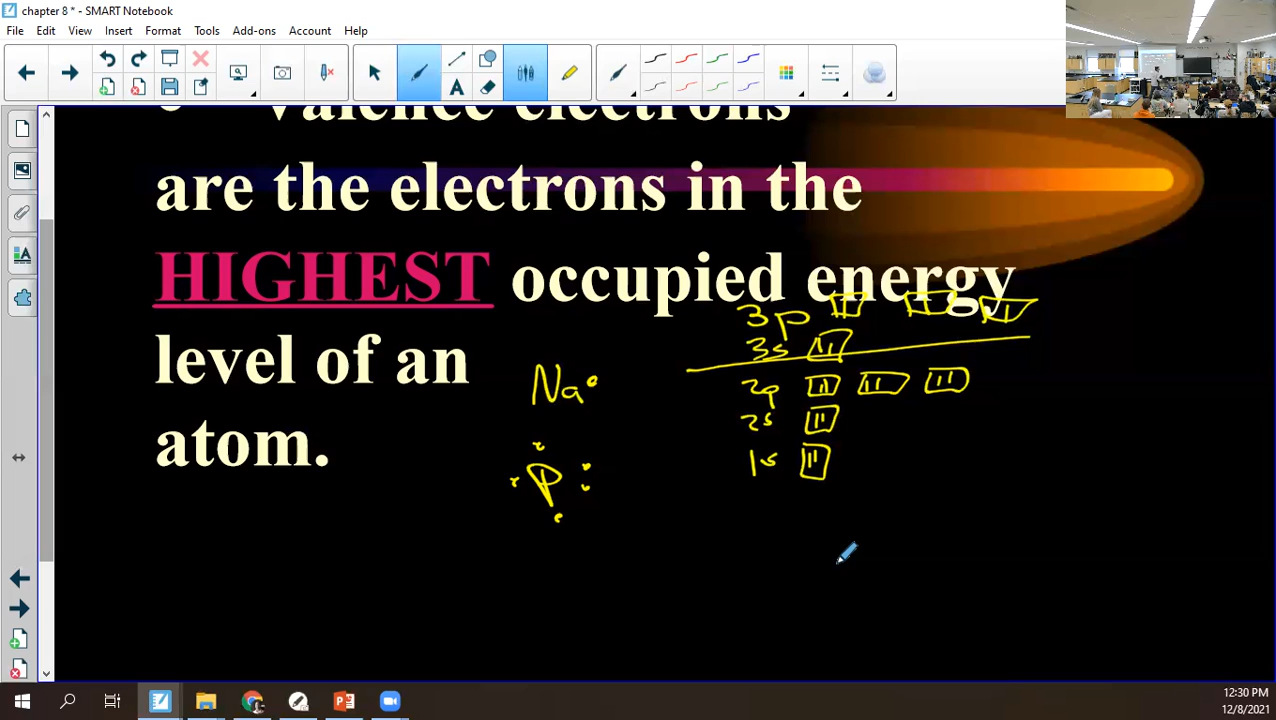 chapter 8 * - SMART Notebook
File Edit View Insert Format Tools Add-ons Account Help
Valence electrons
are the electrons in the
HIGHEST occupied energy
level of an
atom.
3p
3s
Na
2p
2s
1s
P
12:30 PM
12/8/2021